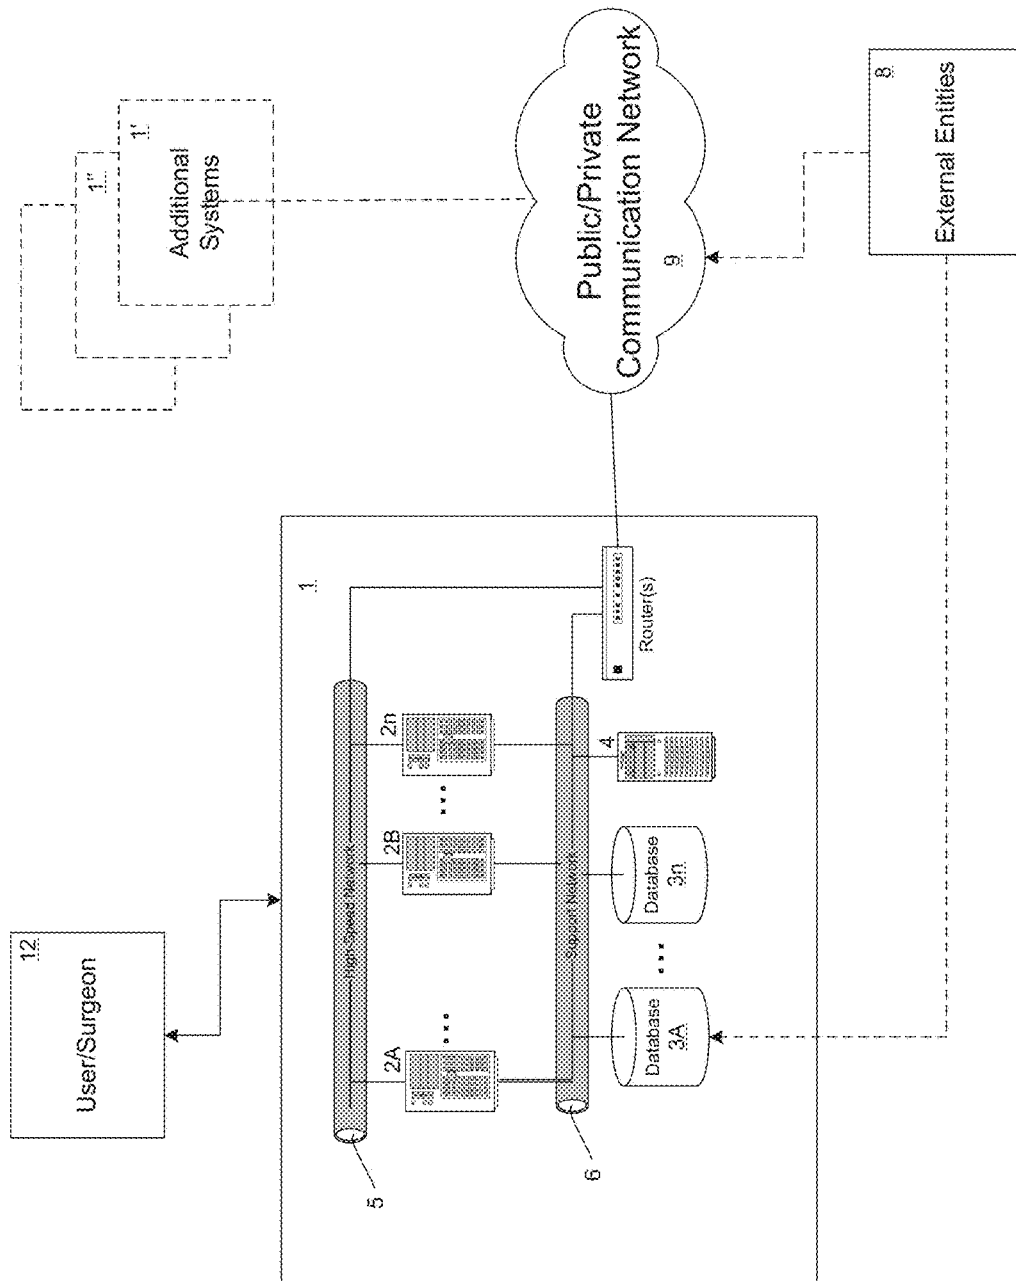 12
User/Surgeon
1"
1'
Additional
Systems
1
High-Speed Network
5
2A
...
2B
...
2n
Support Network
6
Database
3A
...
Database
3n
4
Router(s)
Public/Private
Communication Network
9
8
External Entities